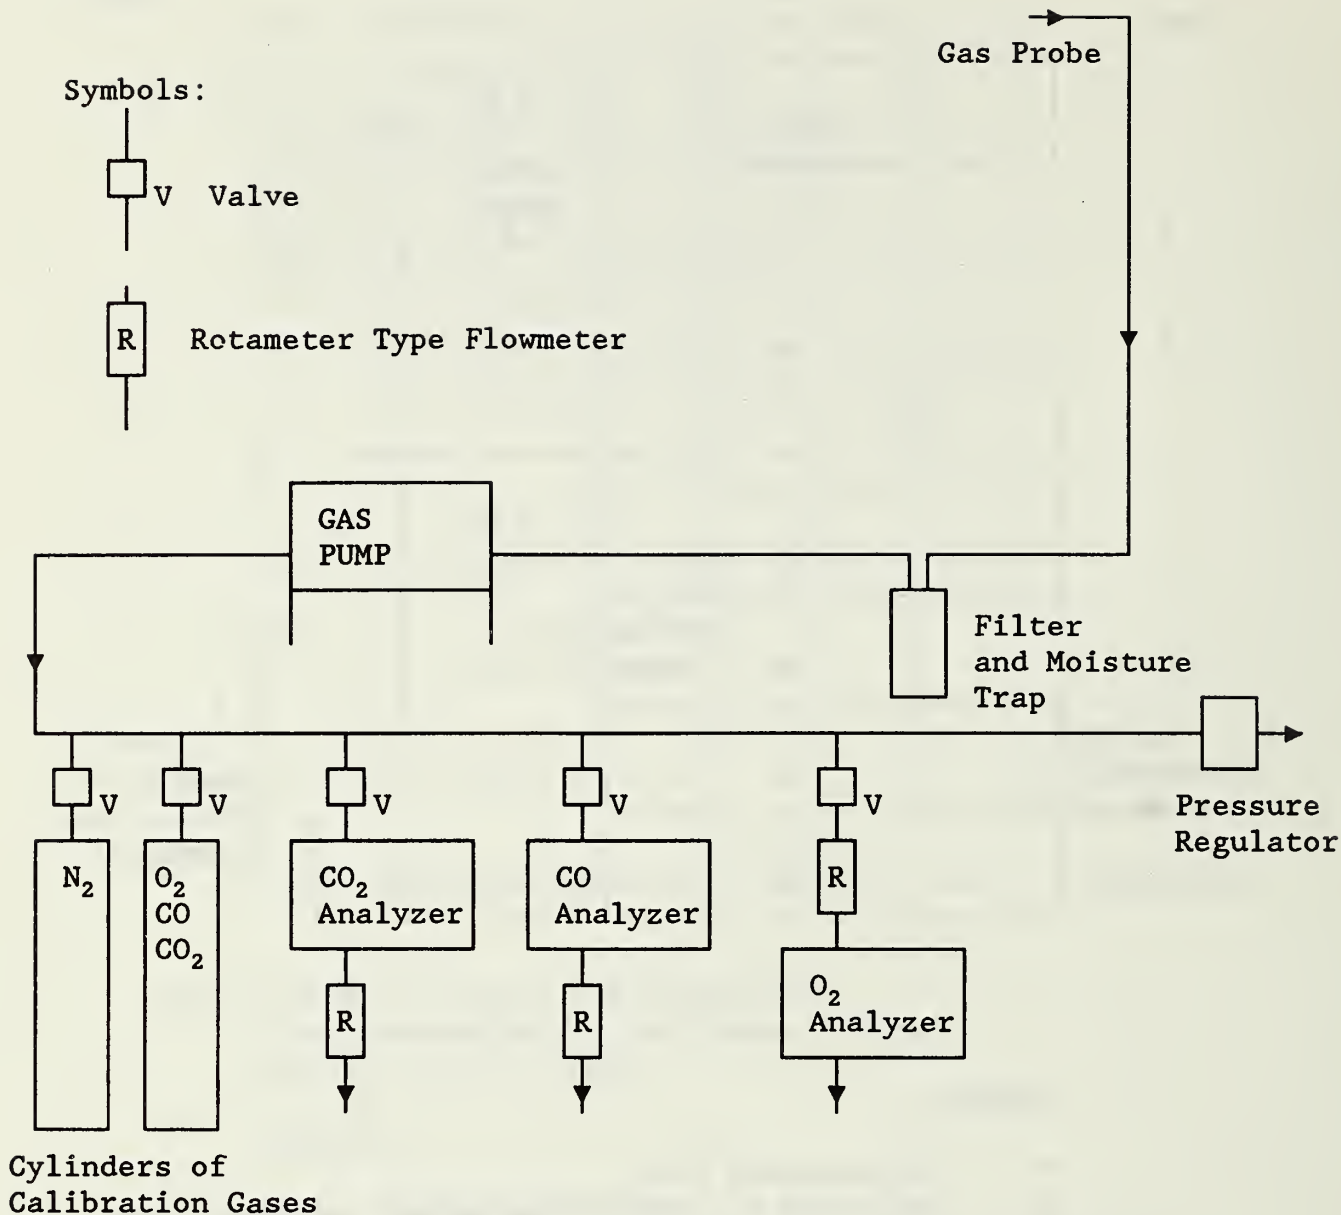 Gas Probe
Symbols:
V Valve
R Rotameter Type Flowmeter
GAS
PUMP
Filter
and Moisture
Trap
V V V V V
Pressure
Regulator
N₂
O₂
CO
CO₂
CO₂
Analyzer
CO
Analyzer
R
O₂
Analyzer
R
R
Cylinders of
Calibration Gases